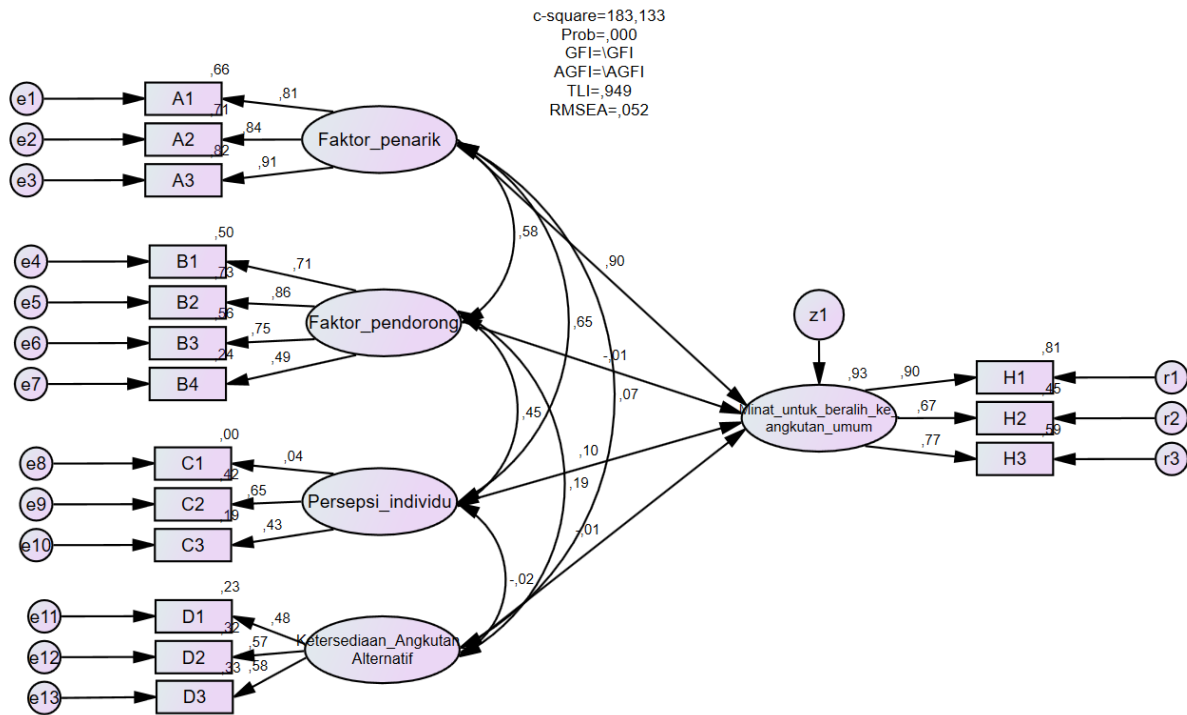 c-square=183,133
Prob=,000
GFI=\GFI
AGFI=\AGFI
TLI=,949
RMSEA=,052
,66
e1
A1
,81
,71
e2
A2
,84
Faktor_penarik
,82
e3
A3
,91
,58
,90
,50
e4
B1
,71
,73
e5
B2
,86
,56
e6
B3
,75
Faktor_pendorong
,24
e7
B4
,49
,65
-,01
,07
,45
z1
,93
,90
,81
H1
r1
Minat_untuk_beralih_ke_
angkutan_umum
,67
,45
H2
r2
,77
,59
H3
r3
,00
e8
C1
,04
,42
e9
C2
,65
Persepsi_individu
,19
e10
C3
,43
,10
,19
-,01
-,02
,23
e11
D1
,48
,32
e12
D2
,57
Ketersediaan_Angkutan
Alternatif
,33
e13
D3
,58